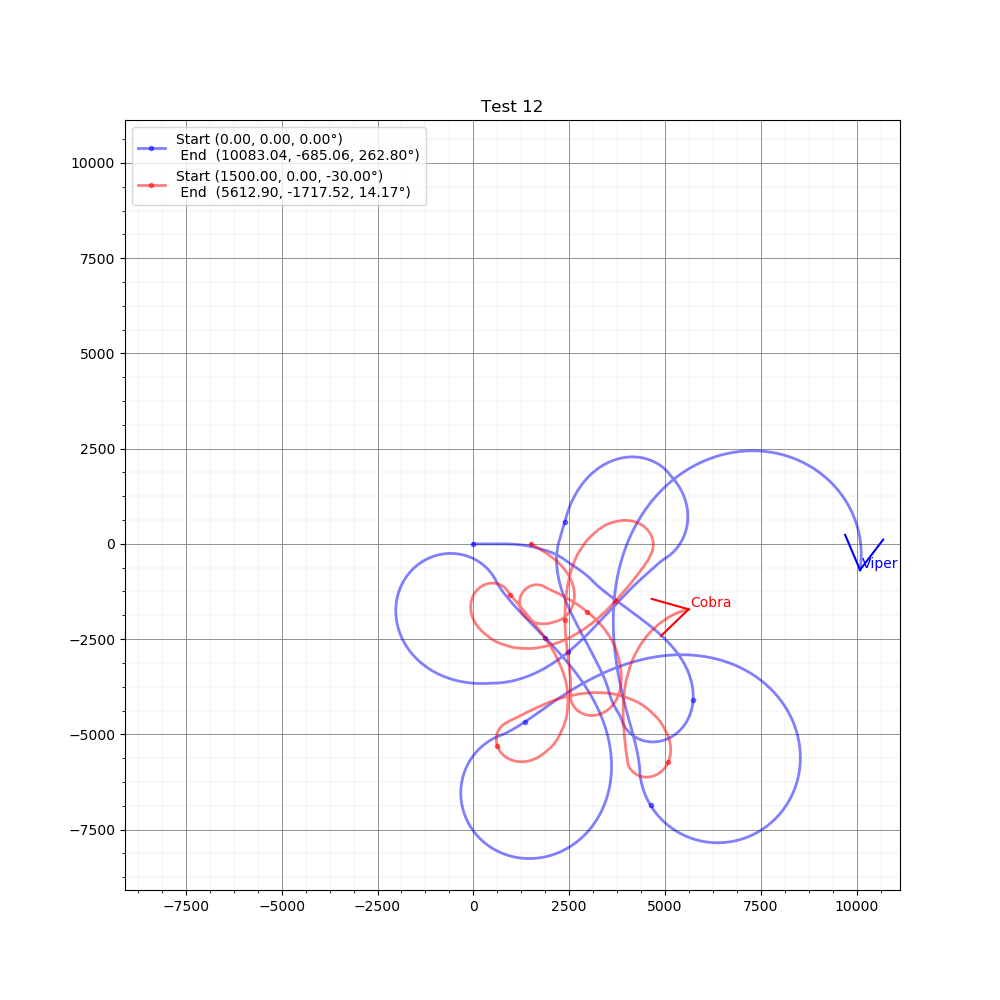 Test 12
Start (0.00, 0.00, 0.00°)
End  (10083.04, -685.06, 262.80°)
Start (1500.00, 0.00, -30.00°)
End  (5612.90, -1717.52, 14.17°)
10000
7500
5000
2500
0
−2500
−5000
−7500
Viper
Cobra
−7500 −5000 −2500 0 2500 5000 7500 10000